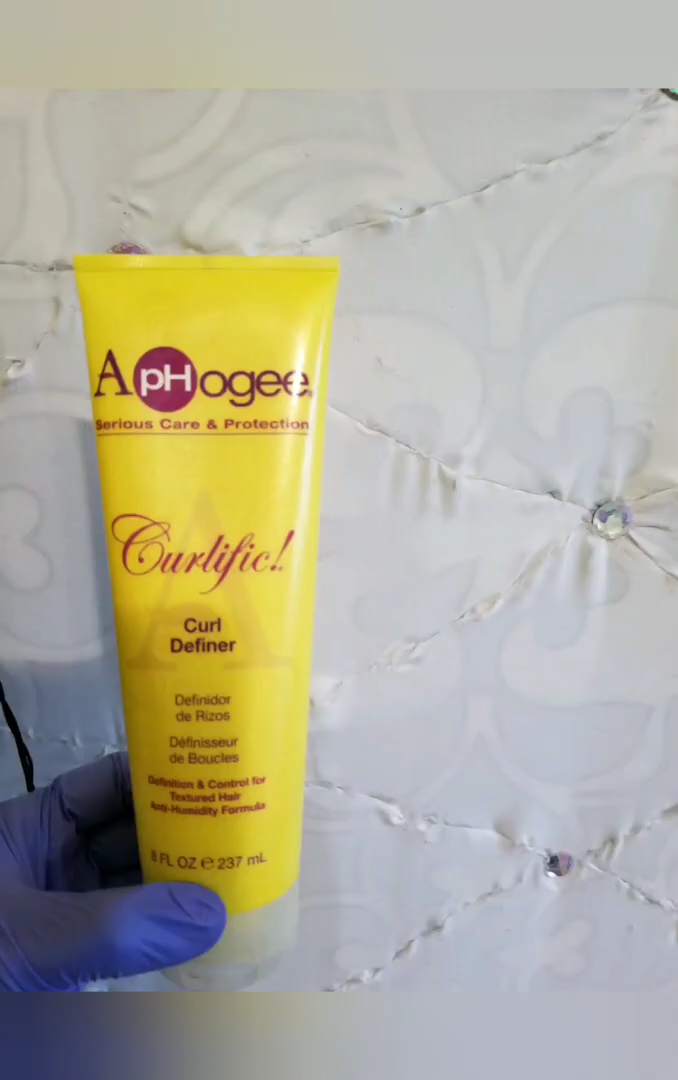 ApHogee
Serious Care & Protection
Curlific!
Curl
Definer
Definidor
de Rizos
Définisseur
de Boucles
Definition & Control for
Textured Hair
Anti-Humidity Formula
8 FL OZ ℮ 237 mL